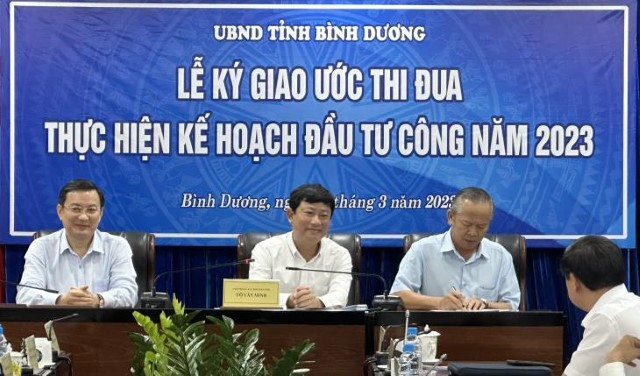 UBND TỈNH BÌNH DƯƠNG
LỄ KÝ GIAO ƯỚC THI ĐUA
THỰC HIỆN KẾ HOẠCH ĐẦU TƯ CÔNG NĂM 2023
Bình Dương, tháng 3 năm 2023
VÕ VĂN MINH